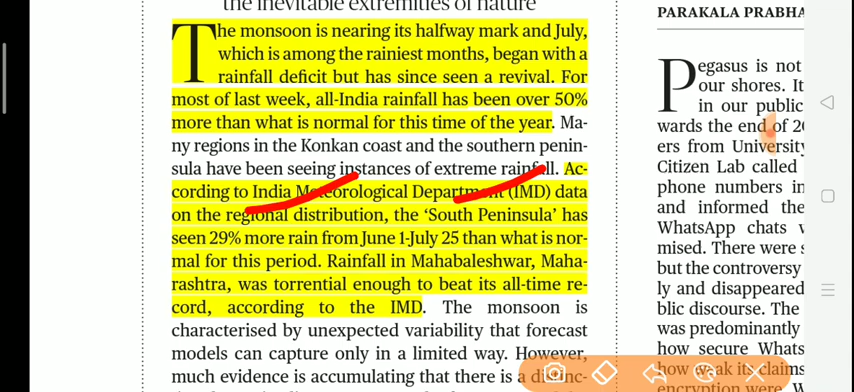 the inevitable extremities of nature
The monsoon is nearing its halfway mark and July,
which is among the rainiest months, began with a
rainfall deficit but has since seen a revival. For
most of last week, all-India rainfall has been over 50%
more than what is normal for this time of the year. Ma-
ny regions in the Konkan coast and the southern penin-
sula have been seeing instances of extreme rainfall. Ac-
cording to India Meteorological Department (IMD) data
on the regional distribution, the ‘South Peninsula’ has
seen 29% more rain from June 1-July 25 than what is nor-
mal for this period. Rainfall in Mahabaleshwar, Maha-
rashtra, was torrential enough to beat its all-time re-
cord, according to the IMD. The monsoon is
characterised by unexpected variability that forecast
models can capture only in a limited way. However,
much evidence is accumulating that there is a distinc-
PARAKALA PRABHA
Pegasus is not
our shores. It
in our public
wards the end of 20
ers from University
Citizen Lab called
phone numbers in
and informed the
WhatsApp chats w
mised. There were s
but the controversy
ly and disappeared
blic discourse. The
was predominantly
how secure Whats
how weak its claims
encryption were. W